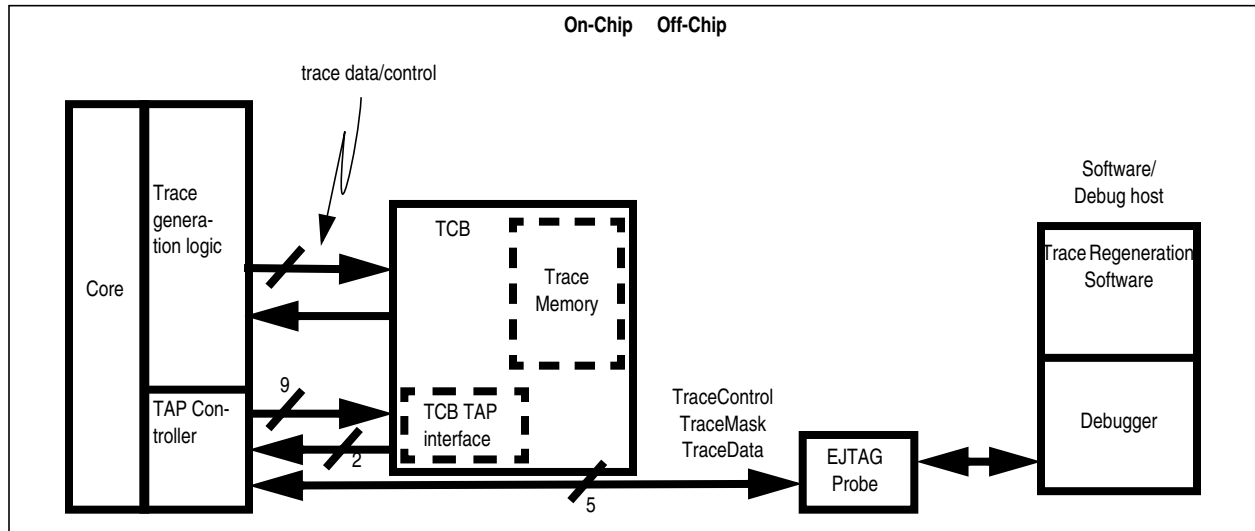 On-Chip Off-Chip
trace data/control
Trace
genera-
tion logic
Core
TAP Con-
troller
9
2
TCB
Trace
Memory
TCB TAP
interface
5
TraceControl
TraceMask
TraceData
EJTAG
Probe
Software/
Debug host
Trace Regeneration
Software
Debugger